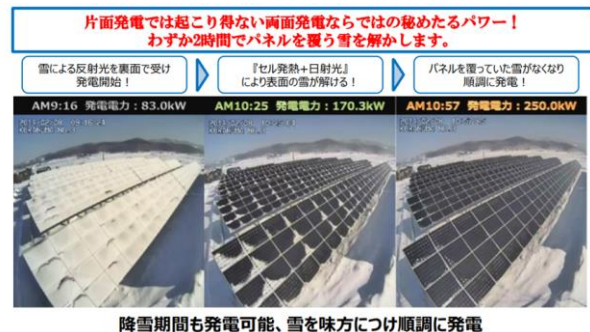 片面発電では起こり得ない両面発電ならではの秘めたるパワー！
わずか2時間でパネルを覆う雪を解かします。
雪による反射光を裏面で受け
発電開始！
『セル発熱+日射光』
により表面の雪が解ける！
パネルを覆っていた雪がなくなり
順調に発電！
AM9:16 発電電力：83.0kW
AM10:25 発電電力：170.3kW
AM10:57 発電電力：250.0kW
降雪期間も発電可能、雪を味方につけ順調に発電